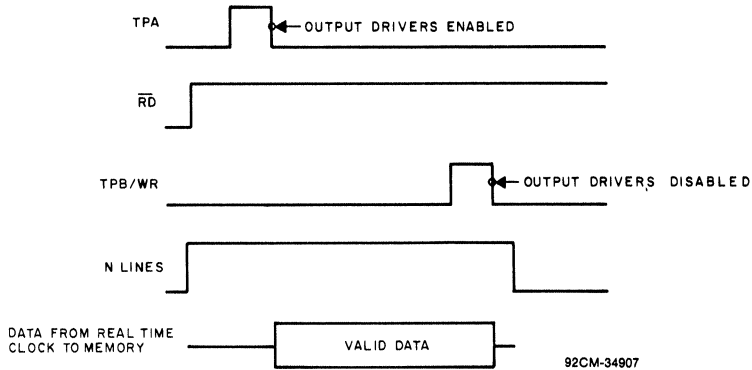 TPA
OUTPUT DRIVERS ENABLED
RD
TPB/WR
OUTPUT DRIVERS DISABLED
N LINES
DATA FROM REAL TIME
CLOCK TO MEMORY
VALID DATA
92CM-34907